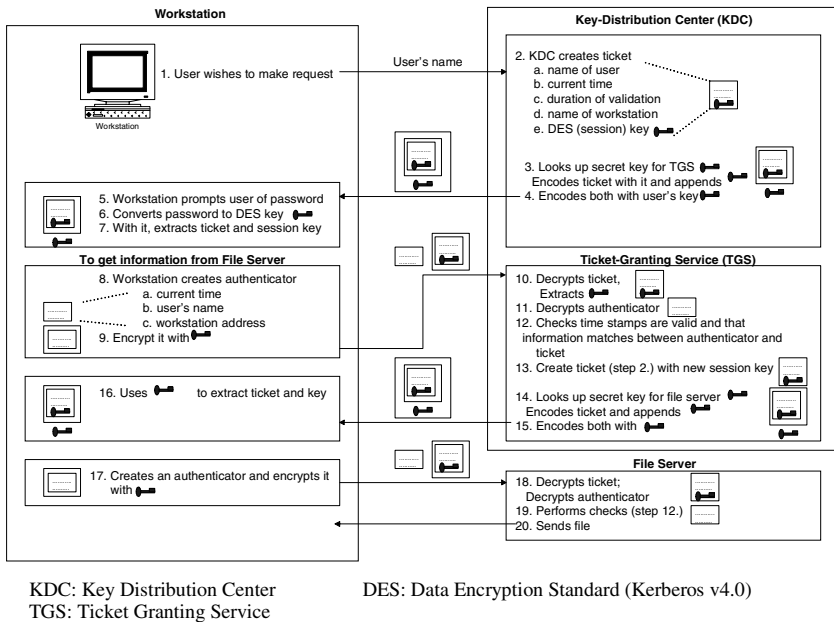 Workstation
Key-Distribution Center (KDC)
1. User wishes to make request
User's name
Workstation
2. KDC creates ticket
a. name of user
b. current time
c. duration of validation
d. name of workstation
e. DES (session) key
3. Looks up secret key for TGS
Encodes ticket with it and appends
4. Encodes both with user's key
5. Workstation prompts user of password
6. Converts password to DES key
7. With it, extracts ticket and session key
To get information from File Server
8. Workstation creates authenticator
a. current time
b. user's name
c. workstation address
9. Encrypt it with
Ticket-Granting Service (TGS)
10. Decrypts ticket,
Extracts
11. Decrypts authenticator
12. Checks time stamps are valid and that
information matches between authenticator and
ticket
13. Create ticket (step 2.) with new session key
14. Looks up secret key for file server
Encodes ticket and appends
15. Encodes both with
16. Uses to extract ticket and key
17. Creates an authenticator and encrypts it
with
File Server
18. Decrypts ticket;
Decrypts authenticator
19. Performs checks (step 12.)
20. Sends file
KDC: Key Distribution Center DES: Data Encryption Standard (Kerberos v4.0)
TGS: Ticket Granting Service